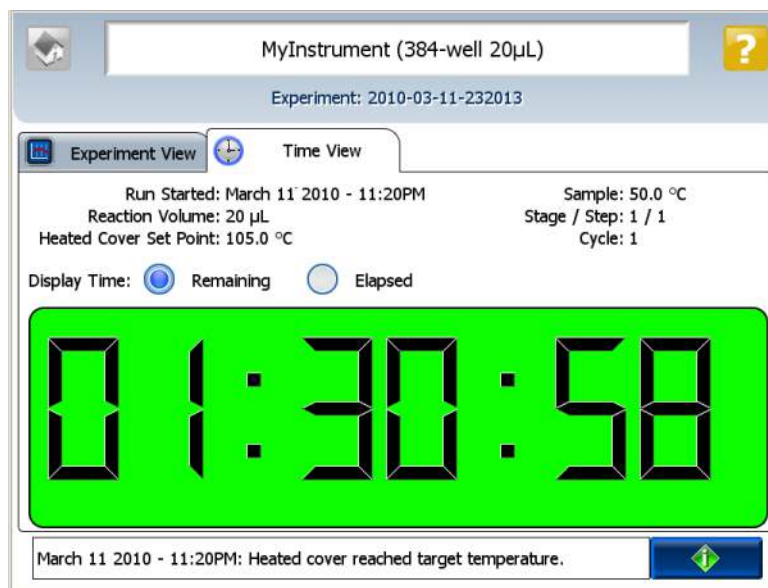 MyInstrument (384-well 20µL)
?
Experiment: 2010-03-11-232013
Experiment View
Time View
Run Started: March 11 2010 - 11:20PM
Sample: 50.0 °C
Reaction Volume: 20 µL
Stage / Step: 1 / 1
Heated Cover Set Point: 105.0 °C
Cycle: 1
Display Time: Remaining Elapsed
01:30:58
March 11 2010 - 11:20PM: Heated cover reached target temperature.
i